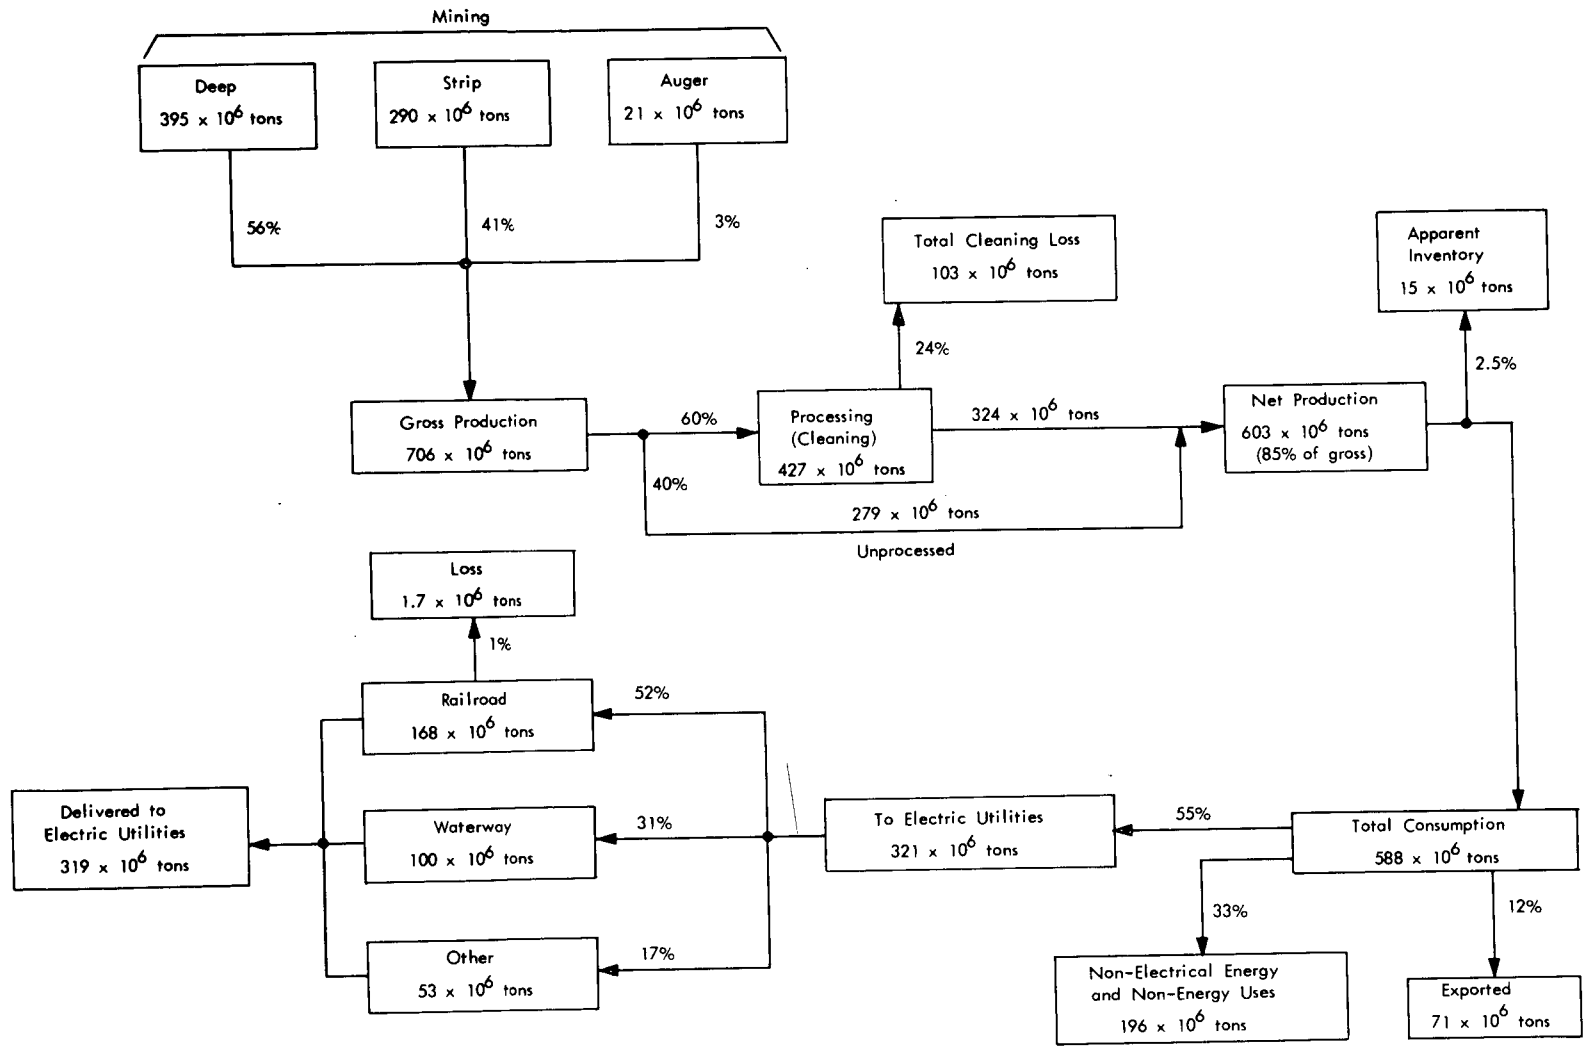 Mining
Deep
395 x 10⁶ tons
Strip
290 x 10⁶ tons
Auger
21 x 10⁶ tons
56%
41%
3%
Total Cleaning Loss
103 x 10⁶ tons
Apparent
Inventory
15 x 10⁶ tons
24%
2.5%
Gross Production
706 x 10⁶ tons
60%
40%
Processing
(Cleaning)
427 x 10⁶ tons
324 x 10⁶ tons
279 x 10⁶ tons
Unprocessed
Net Production
603 x 10⁶ tons
(85% of gross)
Loss
1.7 x 10⁶ tons
1%
Railroad
168 x 10⁶ tons
52%
Delivered to
Electric Utilities
319 x 10⁶ tons
Waterway
100 x 10⁶ tons
31%
To Electric Utilities
321 x 10⁶ tons
55%
Total Consumption
588 x 10⁶ tons
33%
12%
Other
53 x 10⁶ tons
17%
Non-Electrical Energy
and Non-Energy Uses
196 x 10⁶ tons
Exported
71 x 10⁶ tons